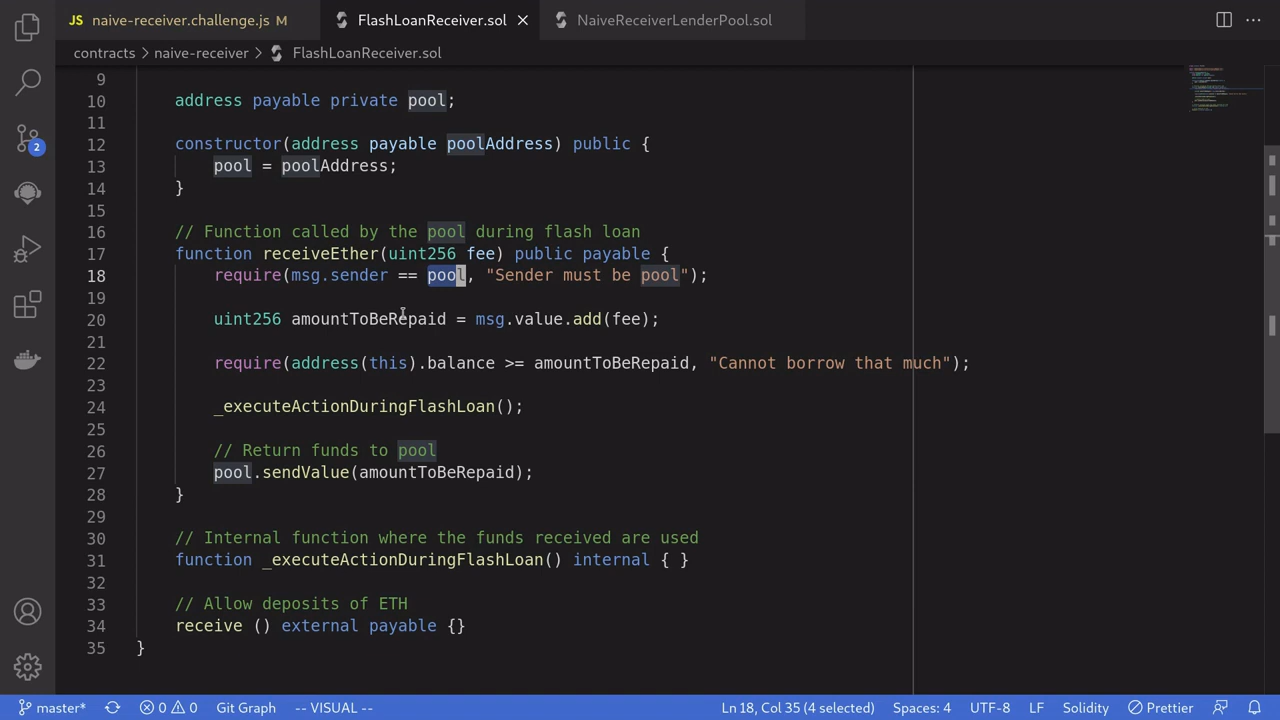 JS naive-receiver.challenge.js M
FlashLoanReceiver.sol
NaiveReceiverLenderPool.sol
contracts > naive-receiver > FlashLoanReceiver.sol
9
10 address payable private pool;
11
12 constructor(address payable poolAddress) public {
13 pool = poolAddress;
14 }
15
16 // Function called by the pool during flash loan
17 function receiveEther(uint256 fee) public payable {
18 require(msg.sender == pool, "Sender must be pool");
19
20 uint256 amountToBeRepaid = msg.value.add(fee);
21
22 require(address(this).balance >= amountToBeRepaid, "Cannot borrow that much");
23
24 _executeActionDuringFlashLoan();
25
26 // Return funds to pool
27 pool.sendValue(amountToBeRepaid);
28 }
29
30 // Internal function where the funds received are used
31 function _executeActionDuringFlashLoan() internal { }
32
33 // Allow deposits of ETH
34 receive () external payable {}
35 }
2
master* 0 0 Git Graph -- VISUAL -- Ln 18, Col 35 (4 selected) Spaces: 4 UTF-8 LF Solidity Prettier